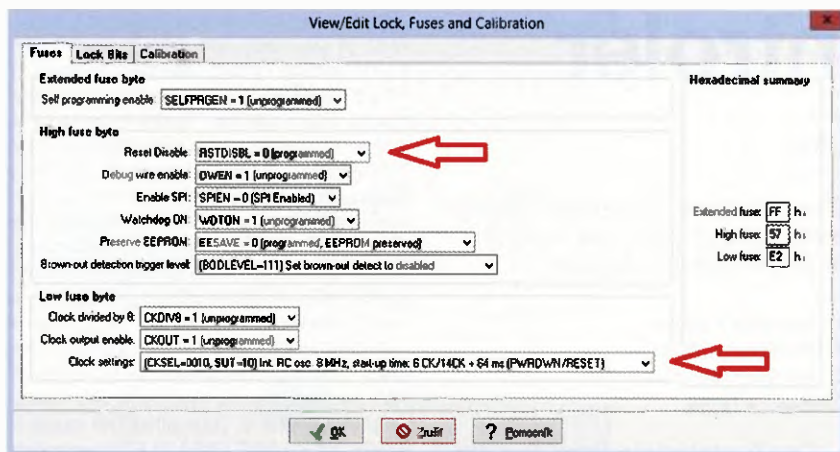 View/Edit Lock, Fuses and Calibration
Fuses Lock Bits Calibration
Extended fuse byte
Self programming enable: SELFPRGEN = 1 (unprogrammed)
High fuse byte
Reset Disable: RSTDISBL = 0 (programmed)
Debug wire enable: DWEN = 1 (unprogrammed)
Enable SPI: SPIEN = 0 (SPI Enabled)
Watchdog ON: WDTON = 1 (unprogrammed)
Preserve EEPROM: EESAVE = 0 (programmed, EEPROM preserved)
Brown-out detection trigger level: (BODLEVEL=111) Set brown-out detect to disabled
Low fuse byte
Clock divided by 8: CKDIV8 = 1 (unprogrammed)
Clock output enable: CKOUT = 1 (unprogrammed)
Clock settings: (CKSEL=0010, SUT=10) Int. RC osc. 8 MHz, start-up time: 6 CK/14CK + 64 ms (PWRDWN/RESET)
Hexadecimal summary
Extended fuse: FF h.
High fuse: 57 h.
Low fuse: E2 h.
OK Zrušit Pomocník